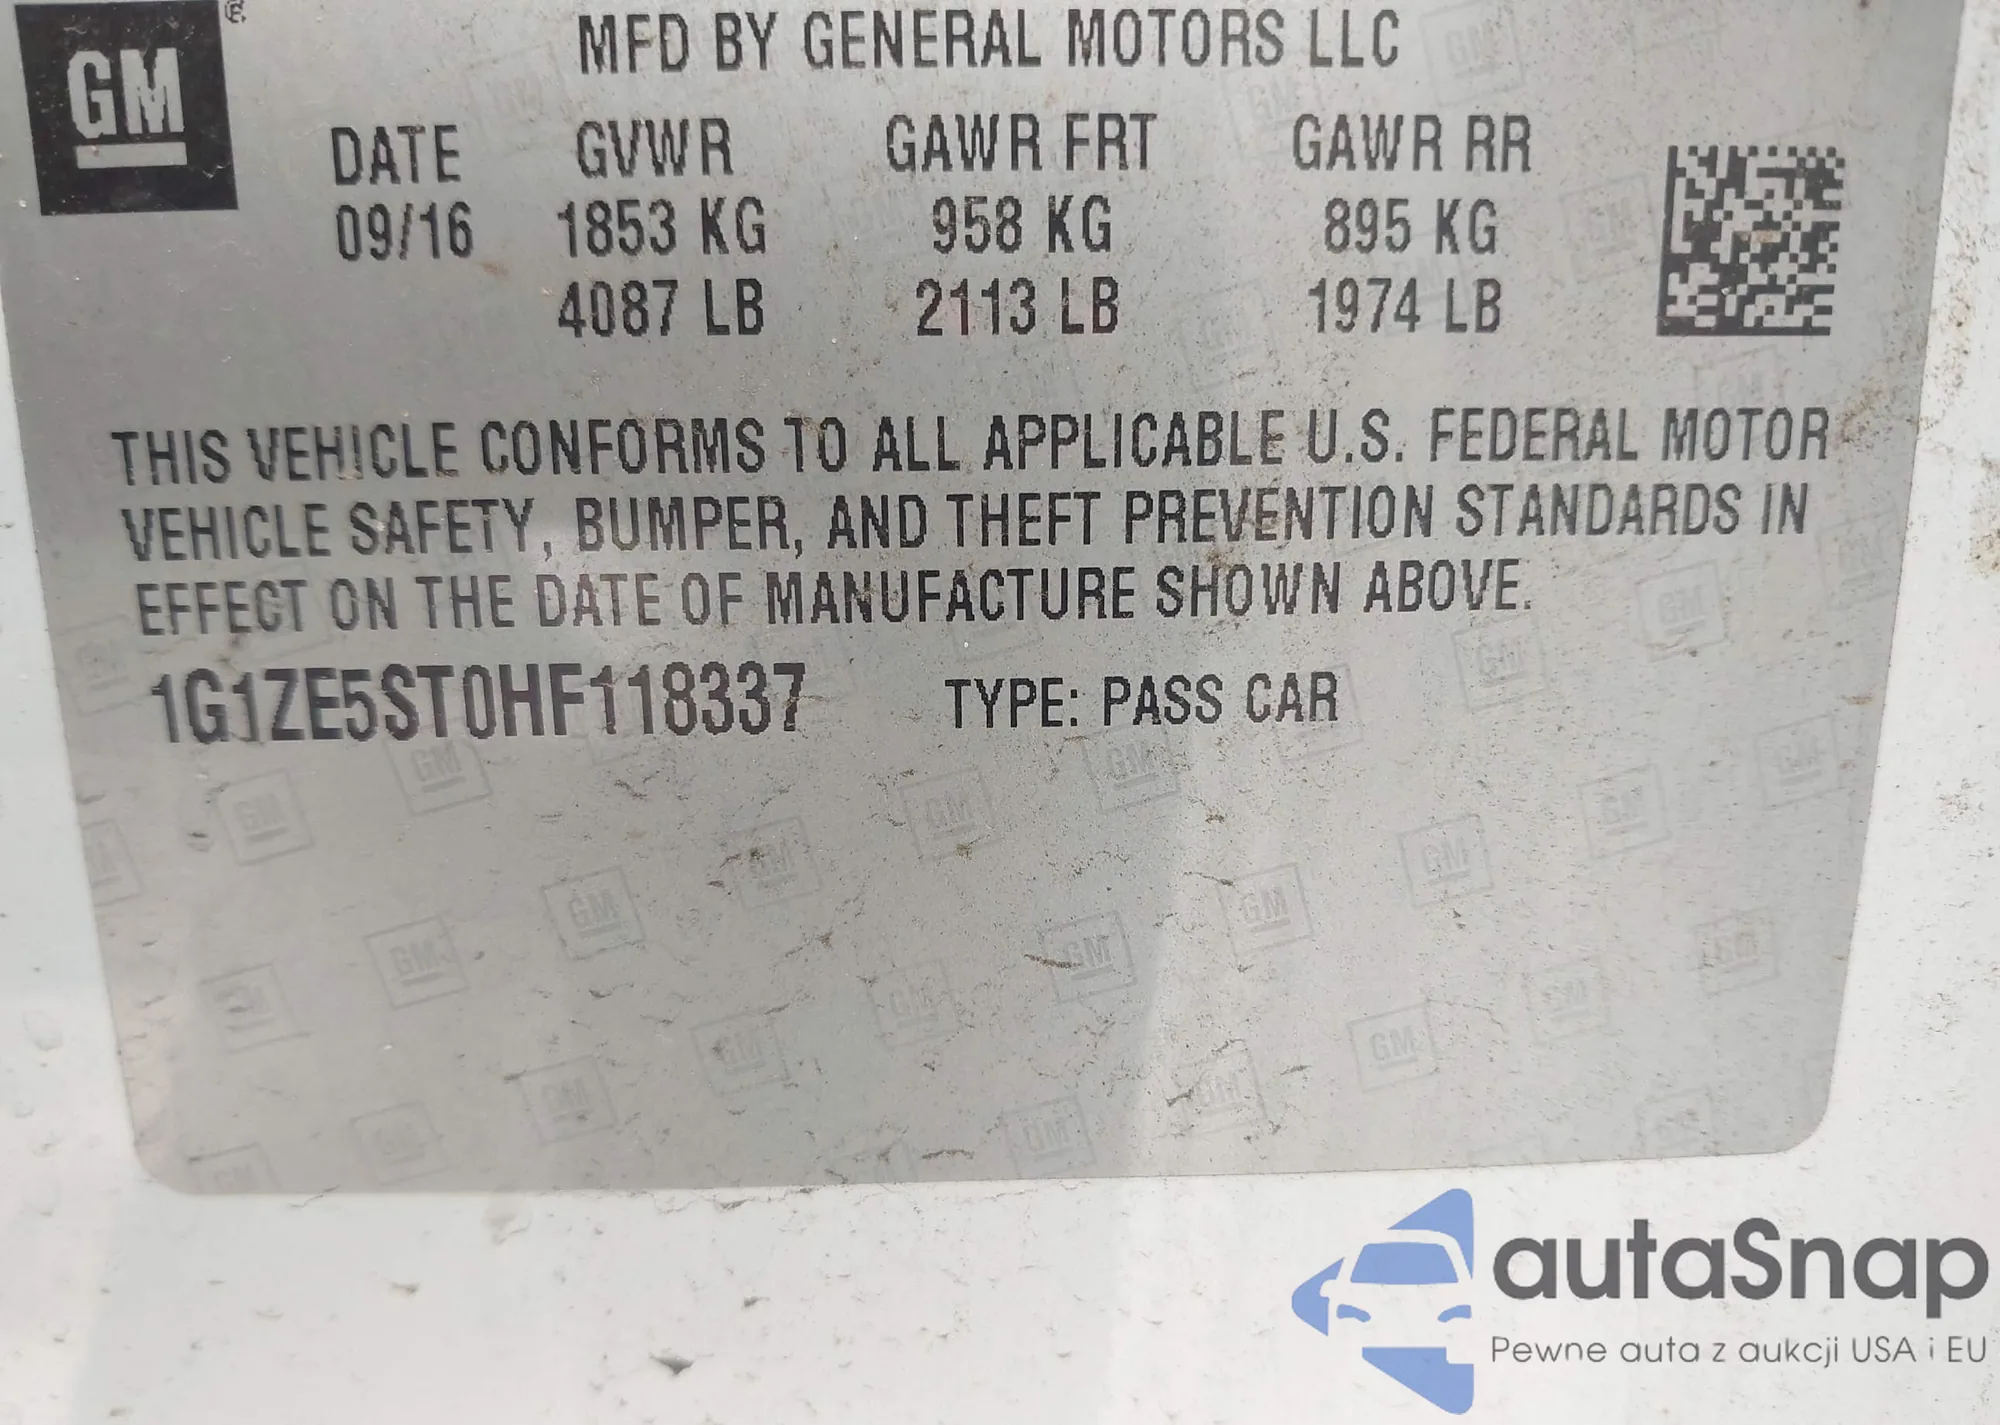 GM
MFD BY GENERAL MOTORS LLC
DATE GVWR GAWR FRT GAWR RR
09/16 1853 KG 958 KG 895 KG
4087 LB 2113 LB 1974 LB
THIS VEHICLE CONFORMS TO ALL APPLICABLE U.S. FEDERAL MOTOR
VEHICLE SAFETY, BUMPER, AND THEFT PREVENTION STANDARDS IN
EFFECT ON THE DATE OF MANUFACTURE SHOWN ABOVE.
1G1ZE5ST0HF118337 TYPE: PASS CAR
autaSnap
Pewne auta z aukcji USA i EU